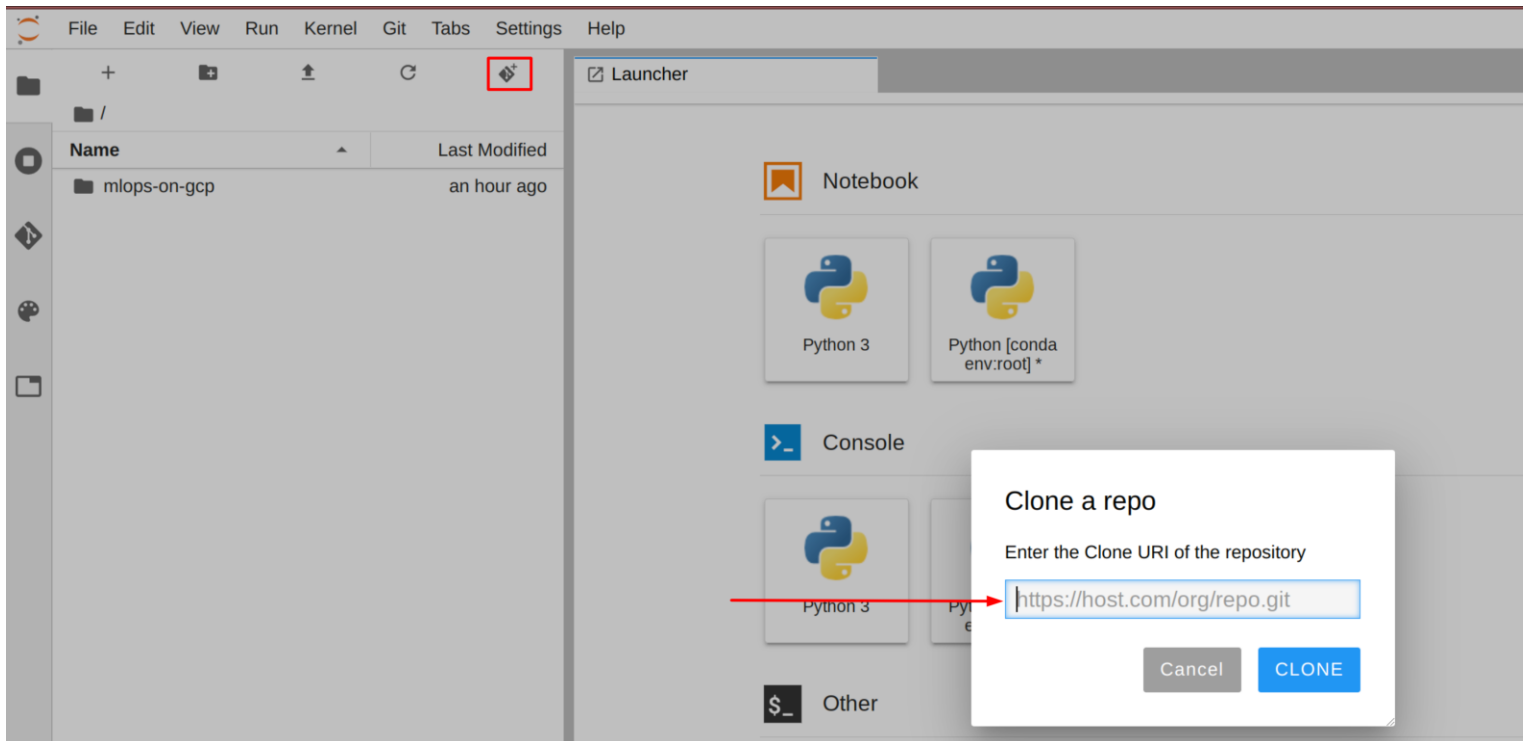 File Edit View Run Kernel Git Tabs Settings Help
Launcher
/
Name Last Modified
mlops-on-gcp an hour ago
Notebook
Python 3
Python [conda
env:root] *
Console
Python 3
Clone a repo
Enter the Clone URI of the repository
https://host.com/org/repo.git
Cancel CLONE
$_ Other